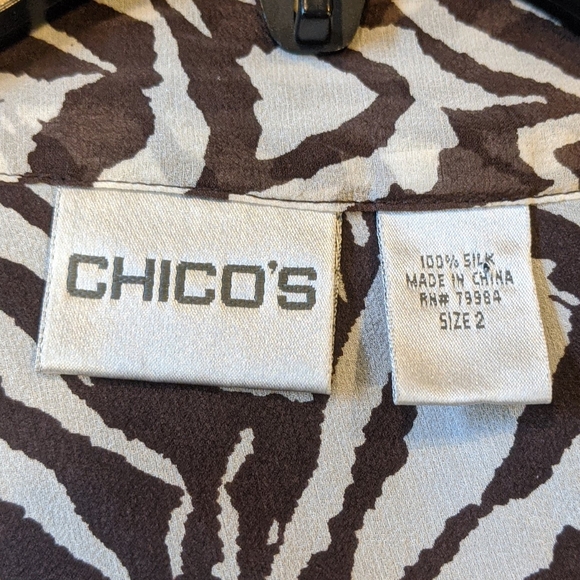 CHICO'S
100% SILK
MADE IN CHINA
RN# 79984
SIZE 2